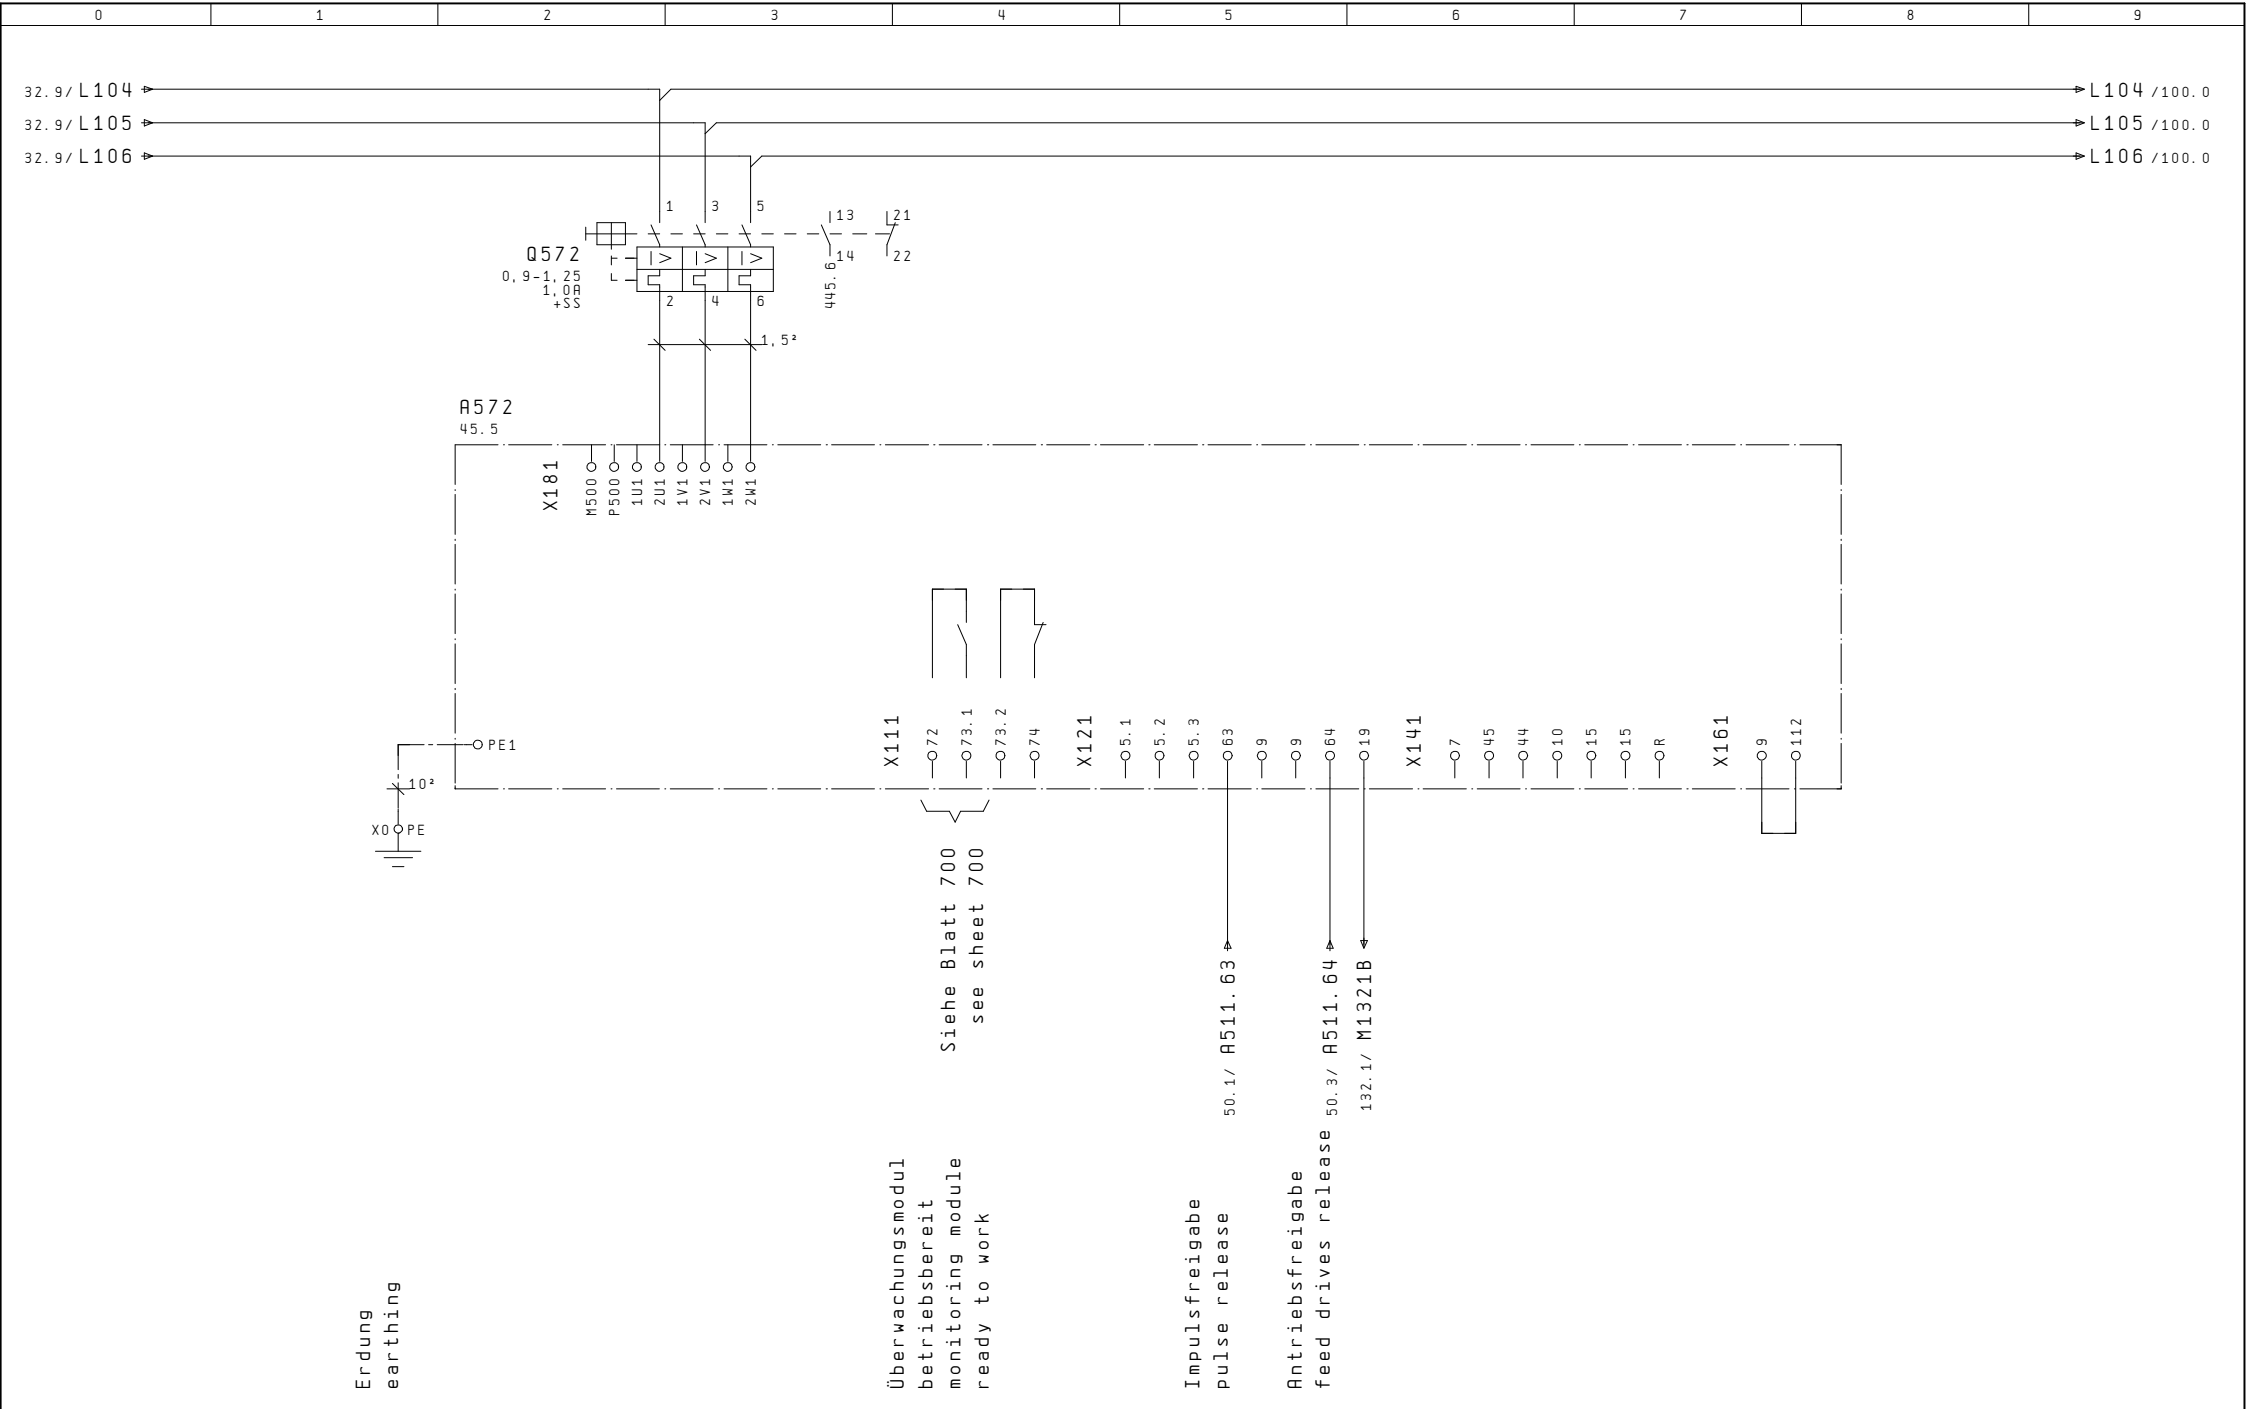 0 1 2 3 4 5 6 7 8 9
32.9/ L104 L104 /100.0
32.9/ L105 L105 /100.0
32.9/ L106 L106 /100.0
1 3 5 13 21
Q572 I> I> I> 14 22
0,9-1,25
1,0A
+SS
2 4 6
445.6
1,5²
A572
45.5
X181
M500
P500
1U1
2U1
1V1
2V1
1W1
2W1
PE1
10²
X0 PE
X111
72
73.1
73.2
74
X121
5.1
5.2
5.3
63
9
9
64
19
X141
7
45
44
10
15
15
R
X161
9
112
Siehe Blatt 700
see sheet 700
50.1/ A511.63
50.3/ A511.64
132.1/ M1321B
Erdung
earthing
Überwachungsmodul
betriebsbereit
monitoring module
ready to work
Impulsfreigabe
pulse release
Antriebsfreigabe
feed drives release